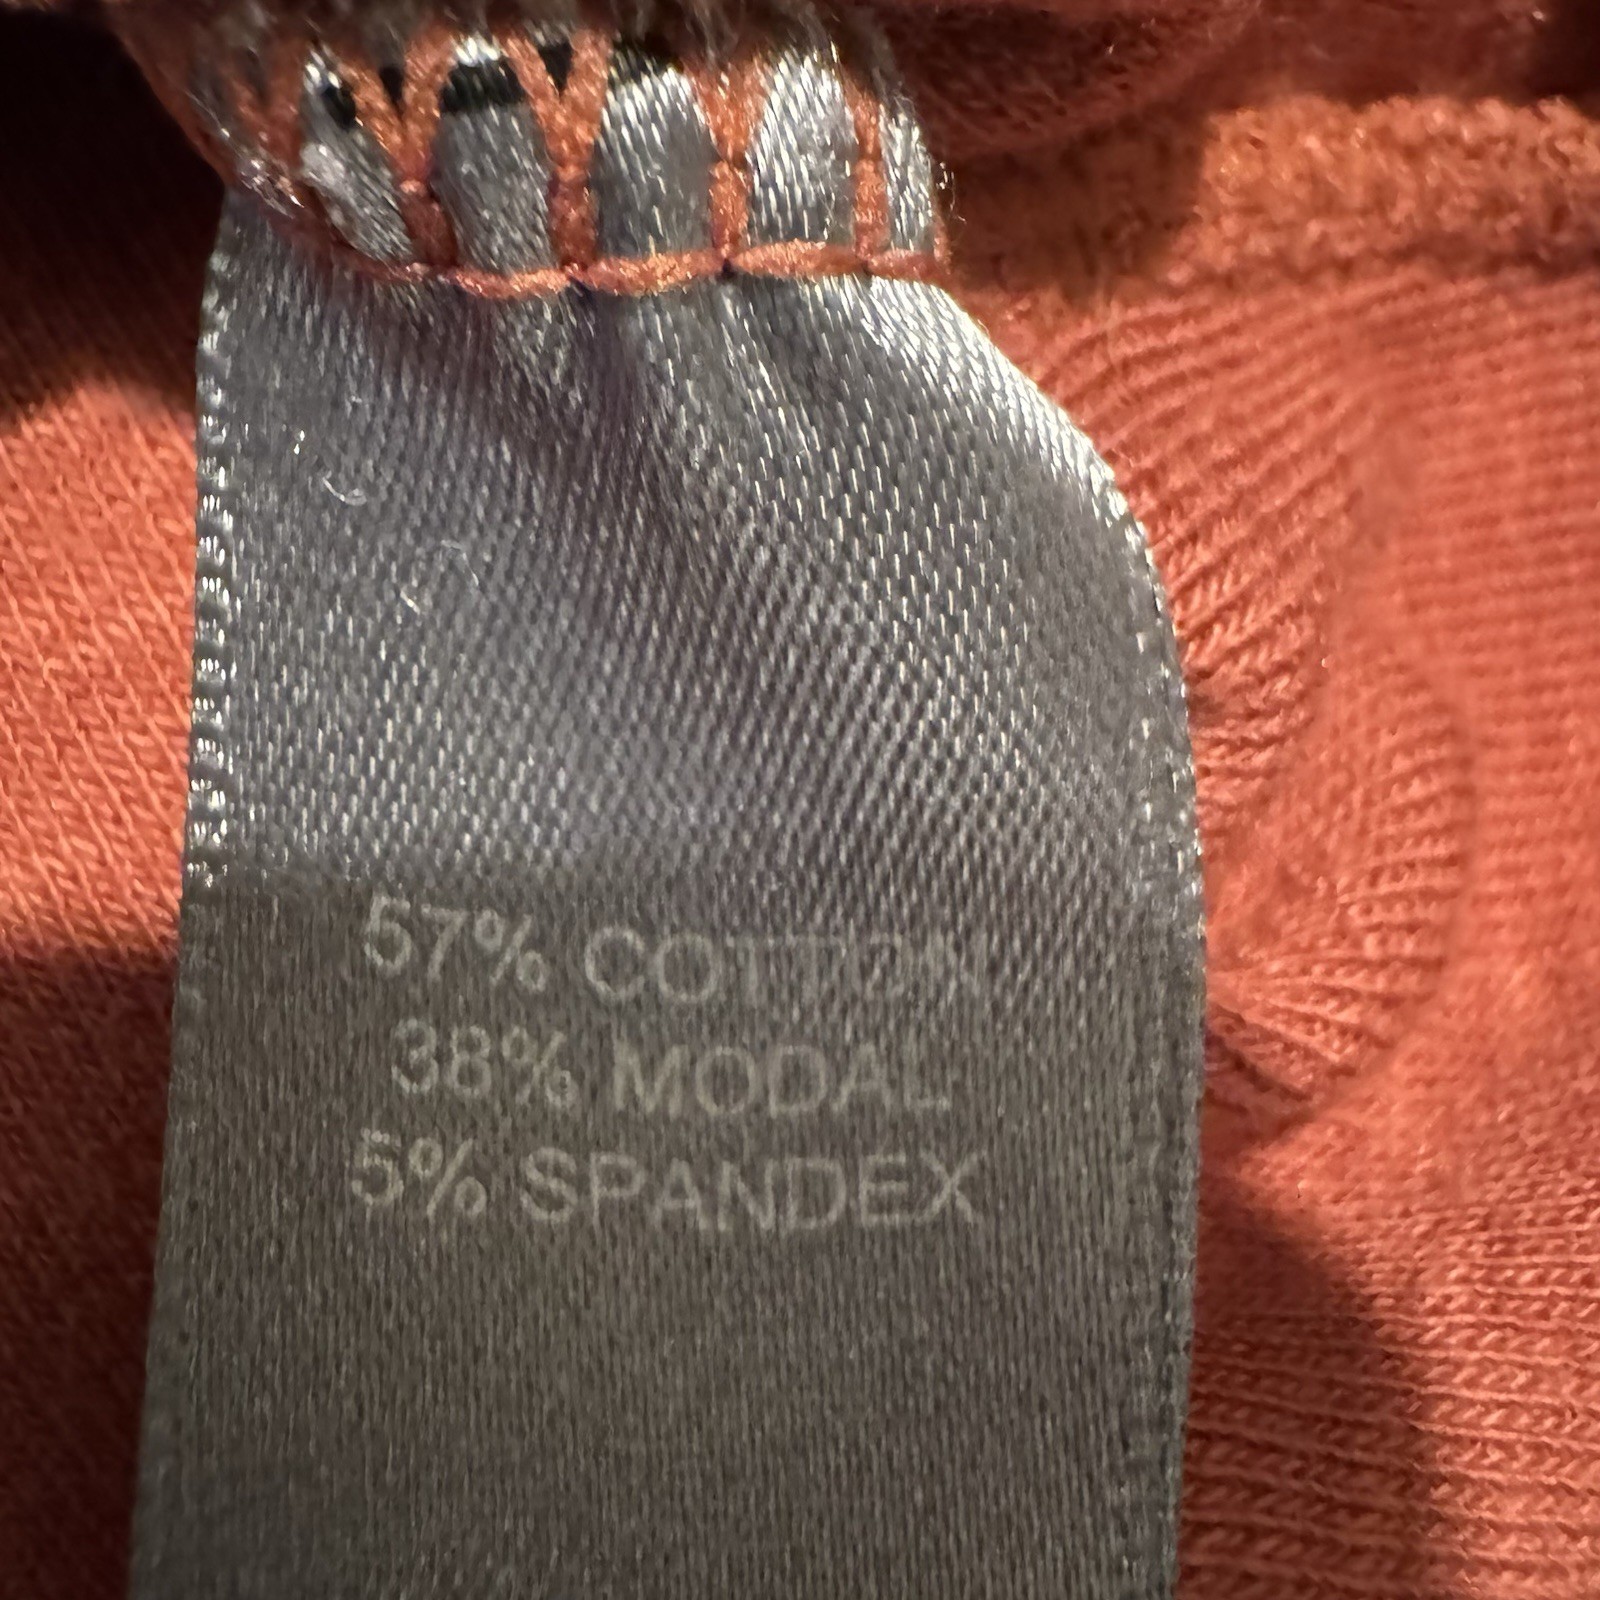 57% COTTON
38% MODAL
5% SPANDEX